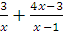 3/x + (4x−3)/(x−1)